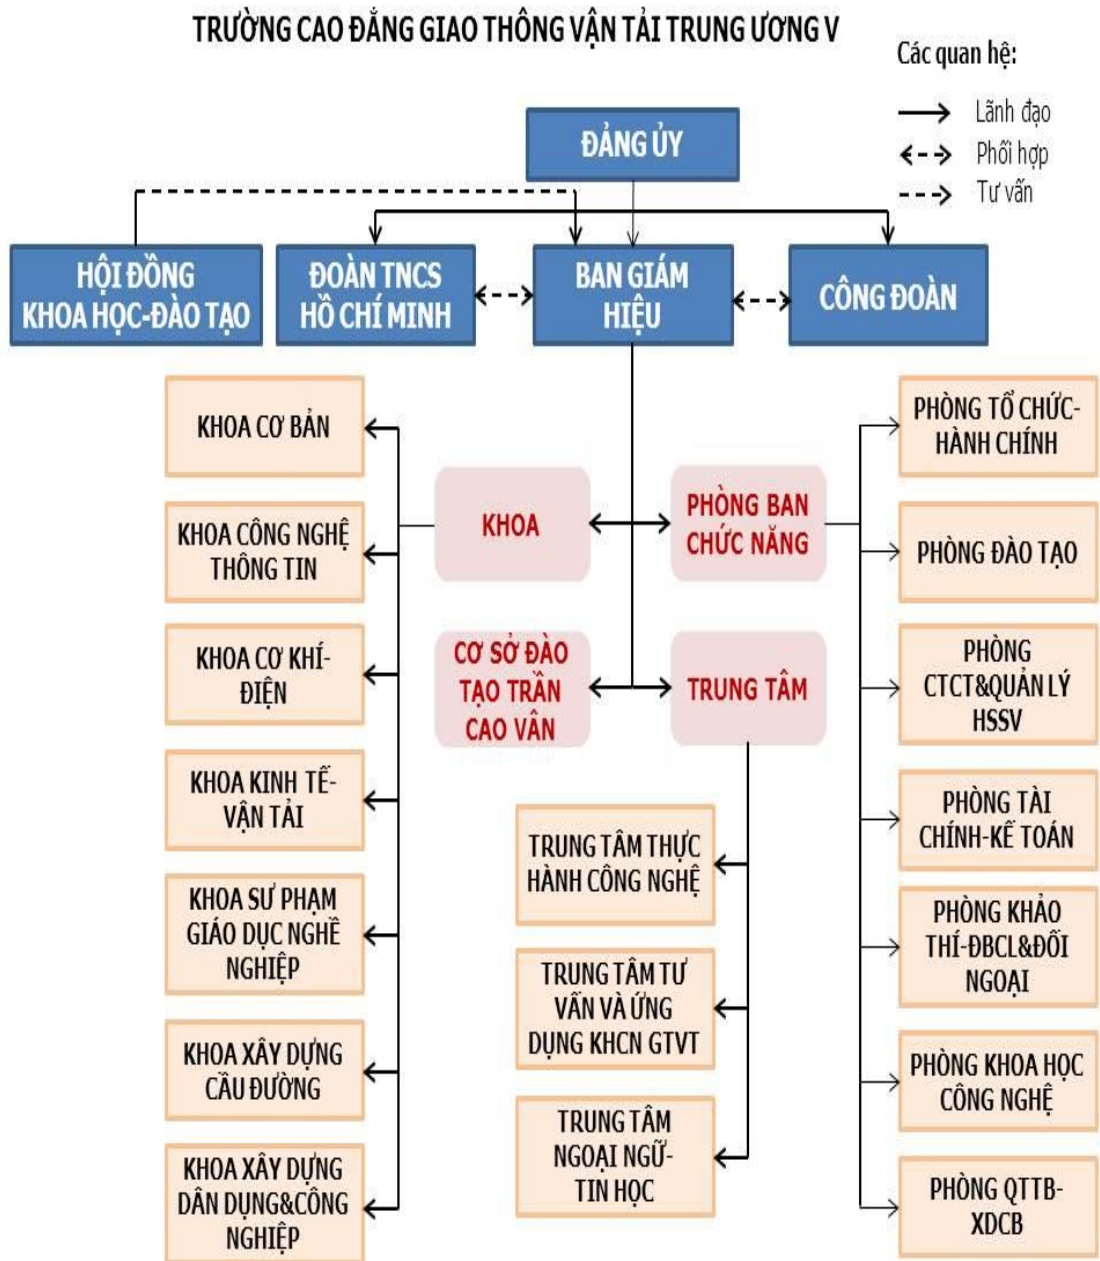 TRƯỜNG CAO ĐẲNG GIAO THÔNG VẬN TẢI TRUNG ƯƠNG V
Các quan hệ:
Lãnh đạo
Phối hợp
Tư vấn
ĐẢNG ỦY
HỘI ĐỒNG
KHOA HỌC-ĐÀO TẠO
ĐOÀN TNCS
HỒ CHÍ MINH
BAN GIÁM
HIỆU
CÔNG ĐOÀN
KHOA CƠ BẢN
KHOA CÔNG NGHỆ
THÔNG TIN
KHOA CƠ KHÍ-
ĐIỆN
KHOA KINH TẾ-
VẬN TẢI
KHOA SƯ PHẠM
GIÁO DỤC NGHỀ
NGHIỆP
KHOA XÂY DỰNG
CẦU ĐƯỜNG
KHOA XÂY DỰNG
DÂN DỤNG&CÔNG
NGHIỆP
KHOA
PHÒNG BAN
CHỨC NĂNG
CƠ SỞ ĐÀO
TẠO TRẦN
CAO VÂN
TRUNG TÂM
TRUNG TÂM THỰC
HÀNH CÔNG NGHỆ
TRUNG TÂM TƯ
VẤN VÀ ỨNG
DỤNG KHCN GTVT
TRUNG TÂM
NGOẠI NGỮ-
TIN HỌC
PHÒNG TỔ CHỨC-
HÀNH CHÍNH
PHÒNG ĐÀO TẠO
PHÒNG
CTCT&QUẢN LÝ
HSSV
PHÒNG TÀI
CHÍNH-KẾ TOÁN
PHÒNG KHẢO
THÍ-ĐBCL&ĐỐI
NGOẠI
PHÒNG KHOA HỌC
CÔNG NGHỆ
PHÒNG QTTB-
XDCB